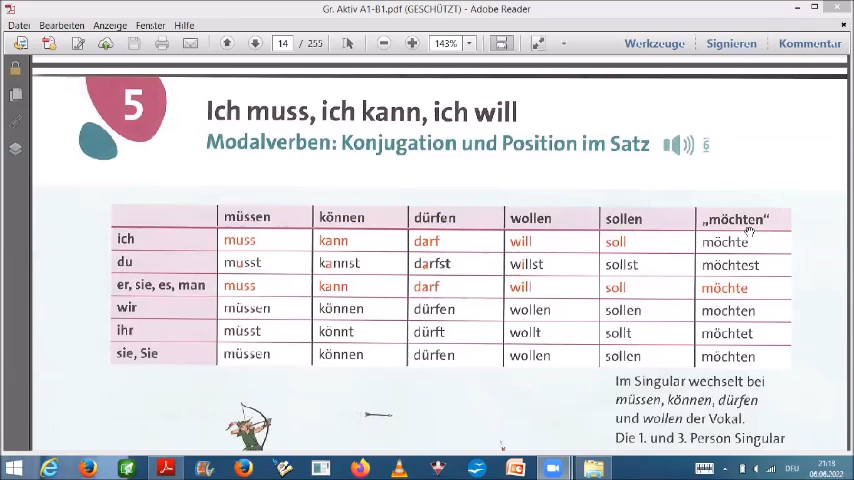 Gr. Aktiv A1-B1.pdf (GESCHÜTZT) - Adobe Reader
Datei Bearbeiten Anzeige Fenster Hilfe
14 / 255 143% Werkzeuge Signieren Kommentar
5 Ich muss, ich kann, ich will
Modalverben: Konjugation und Position im Satz 6
müssen können dürfen wollen sollen „möchten“
ich muss kann darf will soll möchte
du musst kannst darfst willst sollst möchtest
er, sie, es, man muss kann darf will soll möchte
wir müssen können dürfen wollen sollen möchten
ihr müsst könnt dürft wollt sollt möchtet
sie, Sie müssen können dürfen wollen sollen möchten
Im Singular wechselt bei
müssen, können, dürfen
und wollen der Vokal.
Die 1. und 3. Person Singular
DEU 21:18
06.06.2022